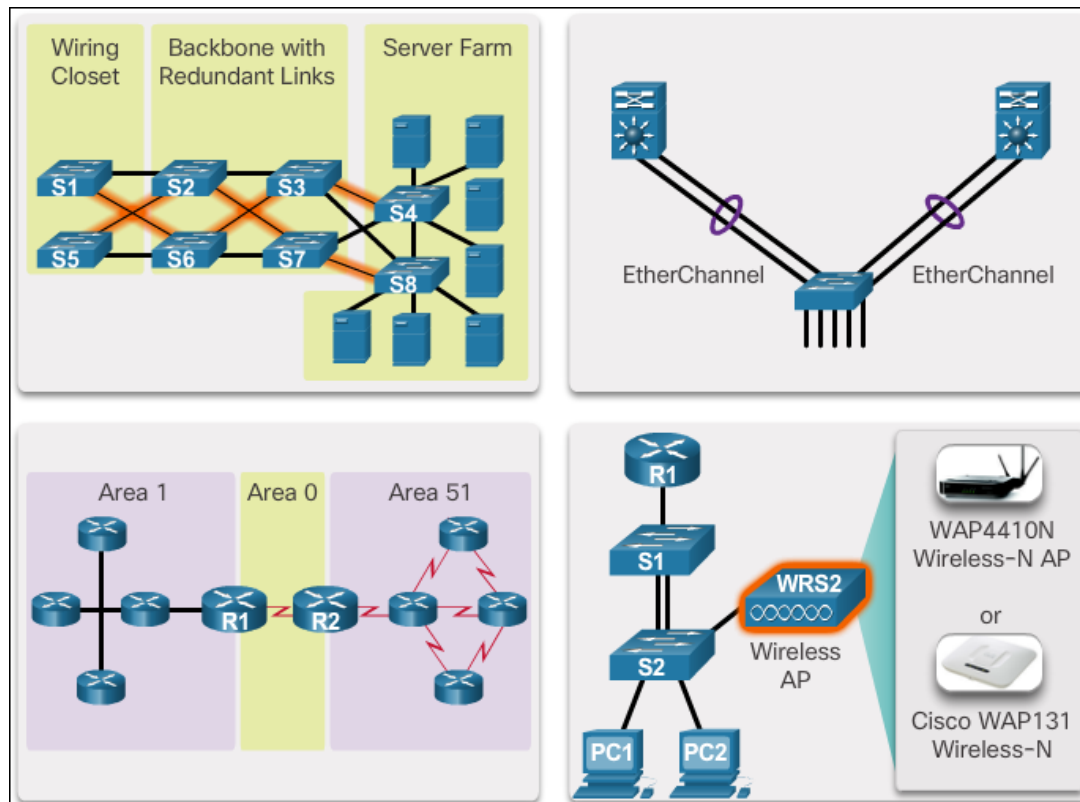 Wiring
Closet
Backbone with
Redundant Links
Server Farm
S1
S2
S3
S4
S5
S6
S7
S8
EtherChannel
EtherChannel
Area 1
Area 0
Area 51
R1
R2
R1
S1
S2
WRS2
Wireless
AP
PC1
PC2
WAP4410N
Wireless-N AP
or
Cisco WAP131
Wireless-N